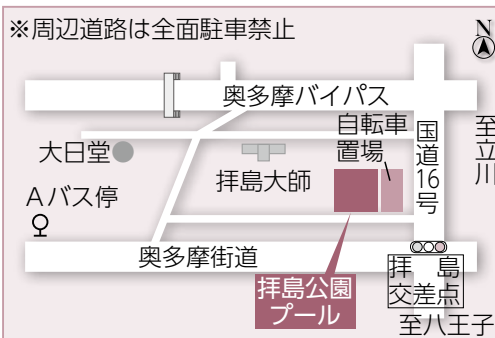 ※周辺道路は全面駐車禁止
N
奥多摩バイパス
自転車
置場
国道16号
至立川
大日堂
拝島大師
Aバス停
奥多摩街道
拝島公園
プール
拝島
交差点
至八王子